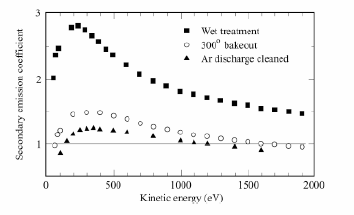 3
Wet treatment
300° bakeout
Ar discharge cleaned
Secondary emission coefficient
2
1
0
0 500 1000 1500 2000
Kinetic energy (eV)